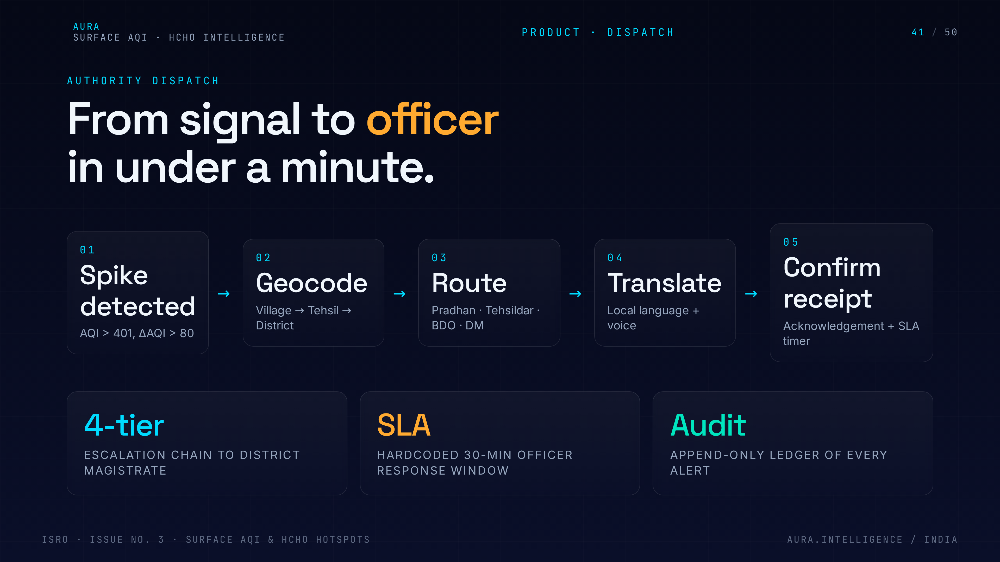 AURA
SURFACE AQI · HCHO INTELLIGENCE
PRODUCT · DISPATCH
41 / 50
AUTHORITY DISPATCH
From signal to officer
in under a minute.
01
Spike
detected
AQI > 401, ΔAQI > 80
→
02
Geocode
Village → Tehsil →
District
→
03
Route
Pradhan · Tehsildar ·
BDO · DM
→
04
Translate
Local language +
voice
→
05
Confirm
receipt
Acknowledgement + SLA
timer
4-tier
ESCALATION CHAIN TO DISTRICT
MAGISTRATE
SLA
HARDCODED 30-MIN OFFICER
RESPONSE WINDOW
Audit
APPEND-ONLY LEDGER OF EVERY
ALERT
ISRO · ISSUE NO. 3 · SURFACE AQI & HCHO HOTSPOTS
AURA.INTELLIGENCE / INDIA